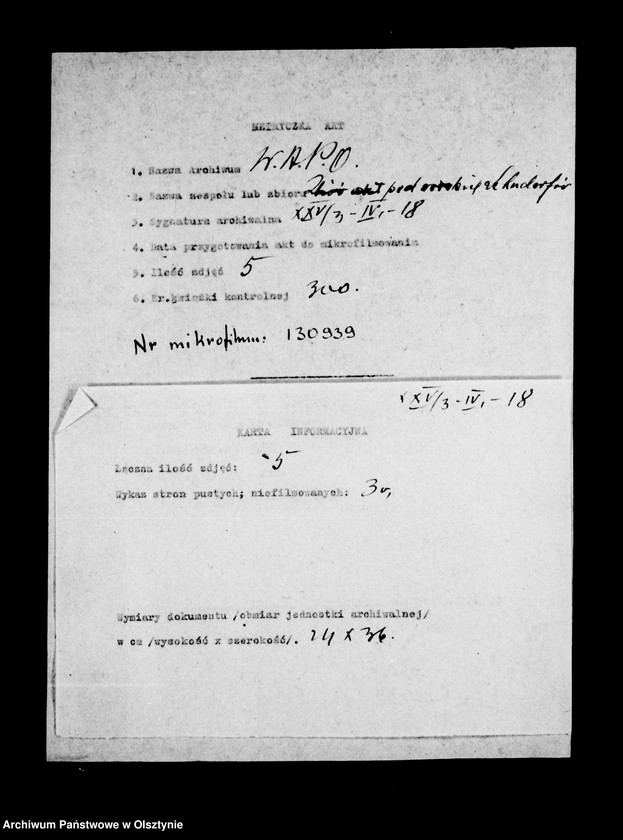 METRYCZKA AKT
1. Nazwa Archiwum W.A.P.O.
2. Nazwa zespołu lub zbioru Zbiór akt pod
3. Sygnatura archiwalna XXV/3-IV,-18
4. Data przygotowania akt do mikrofilmowania
5. Ilość zdjęć 5
6. Nr.książki kontrolnej 300.
Nr mikrofilmu: 130939
XXV/3-IV,-18
KARTA INFORMACYJNA
Łączna ilość zdjęć: 5
Wykaz stron pustych; niefilmowanych: 3v,
Wymiary dokumentu /obmiar jednostki archiwalnej/
w cm /wysokość x szerokość/. 24 x 36.
Archiwum Państwowe w Olsztynie